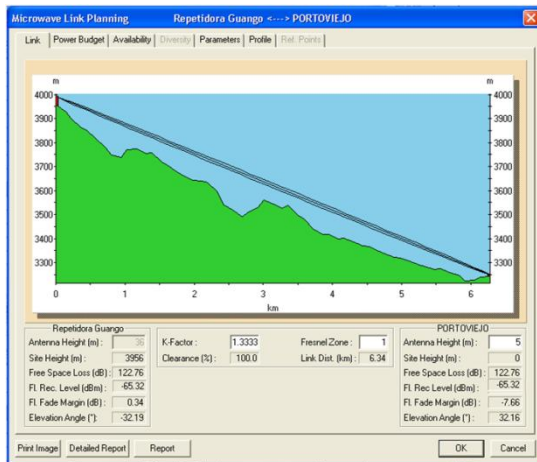 Microwave Link Planning Repetidora Guango <---> PORTOVIEJO
Link Power Budget Availability Diversity Parameters Profile Ref. Points
m m
4000 4000
3900 3900
3800 3800
3700 3700
3600 3600
3500 3500
3400 3400
3300 3300
0 1 2 3 4 5 6
km
Repetidora Guango
Antenna Height (m) : 36
Site Height (m) : 3956
Free Space Loss (dB) : 122.76
Fl. Rec. Level (dBm) : -65.32
Fl. Fade Margin (dB) : 0.34
Elevation Angle (°): -32.19
K-Factor : 1.3333 Fresnel Zone : 1
Clearance (%) : 100.0 Link Dist. (km) : 6.34
PORTOVIEJO
Antenna Height (m) : 5
Site Height (m) : 0
Free Space Loss (dB) : 122.76
Fl. Rec. Level (dBm) : -65.32
Fl. Fade Margin (dB) : -7.66
Elevation Angle (°) : 32.16
Print Image Detailed Report Report OK Cancel